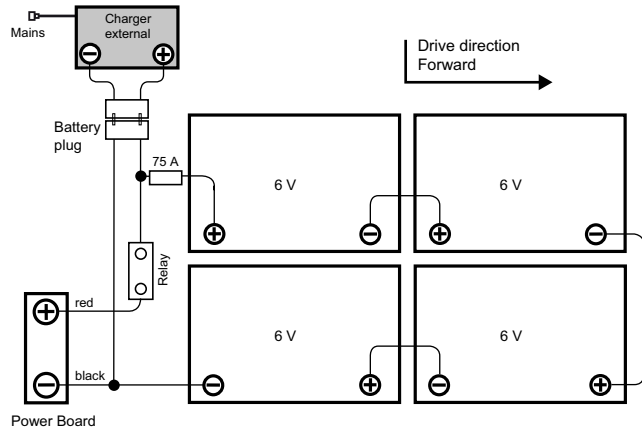 Charger
external
Mains
Drive direction
Forward
Battery
plug
75 A
6 V
6 V
Relay
red
6 V
6 V
black
Power Board